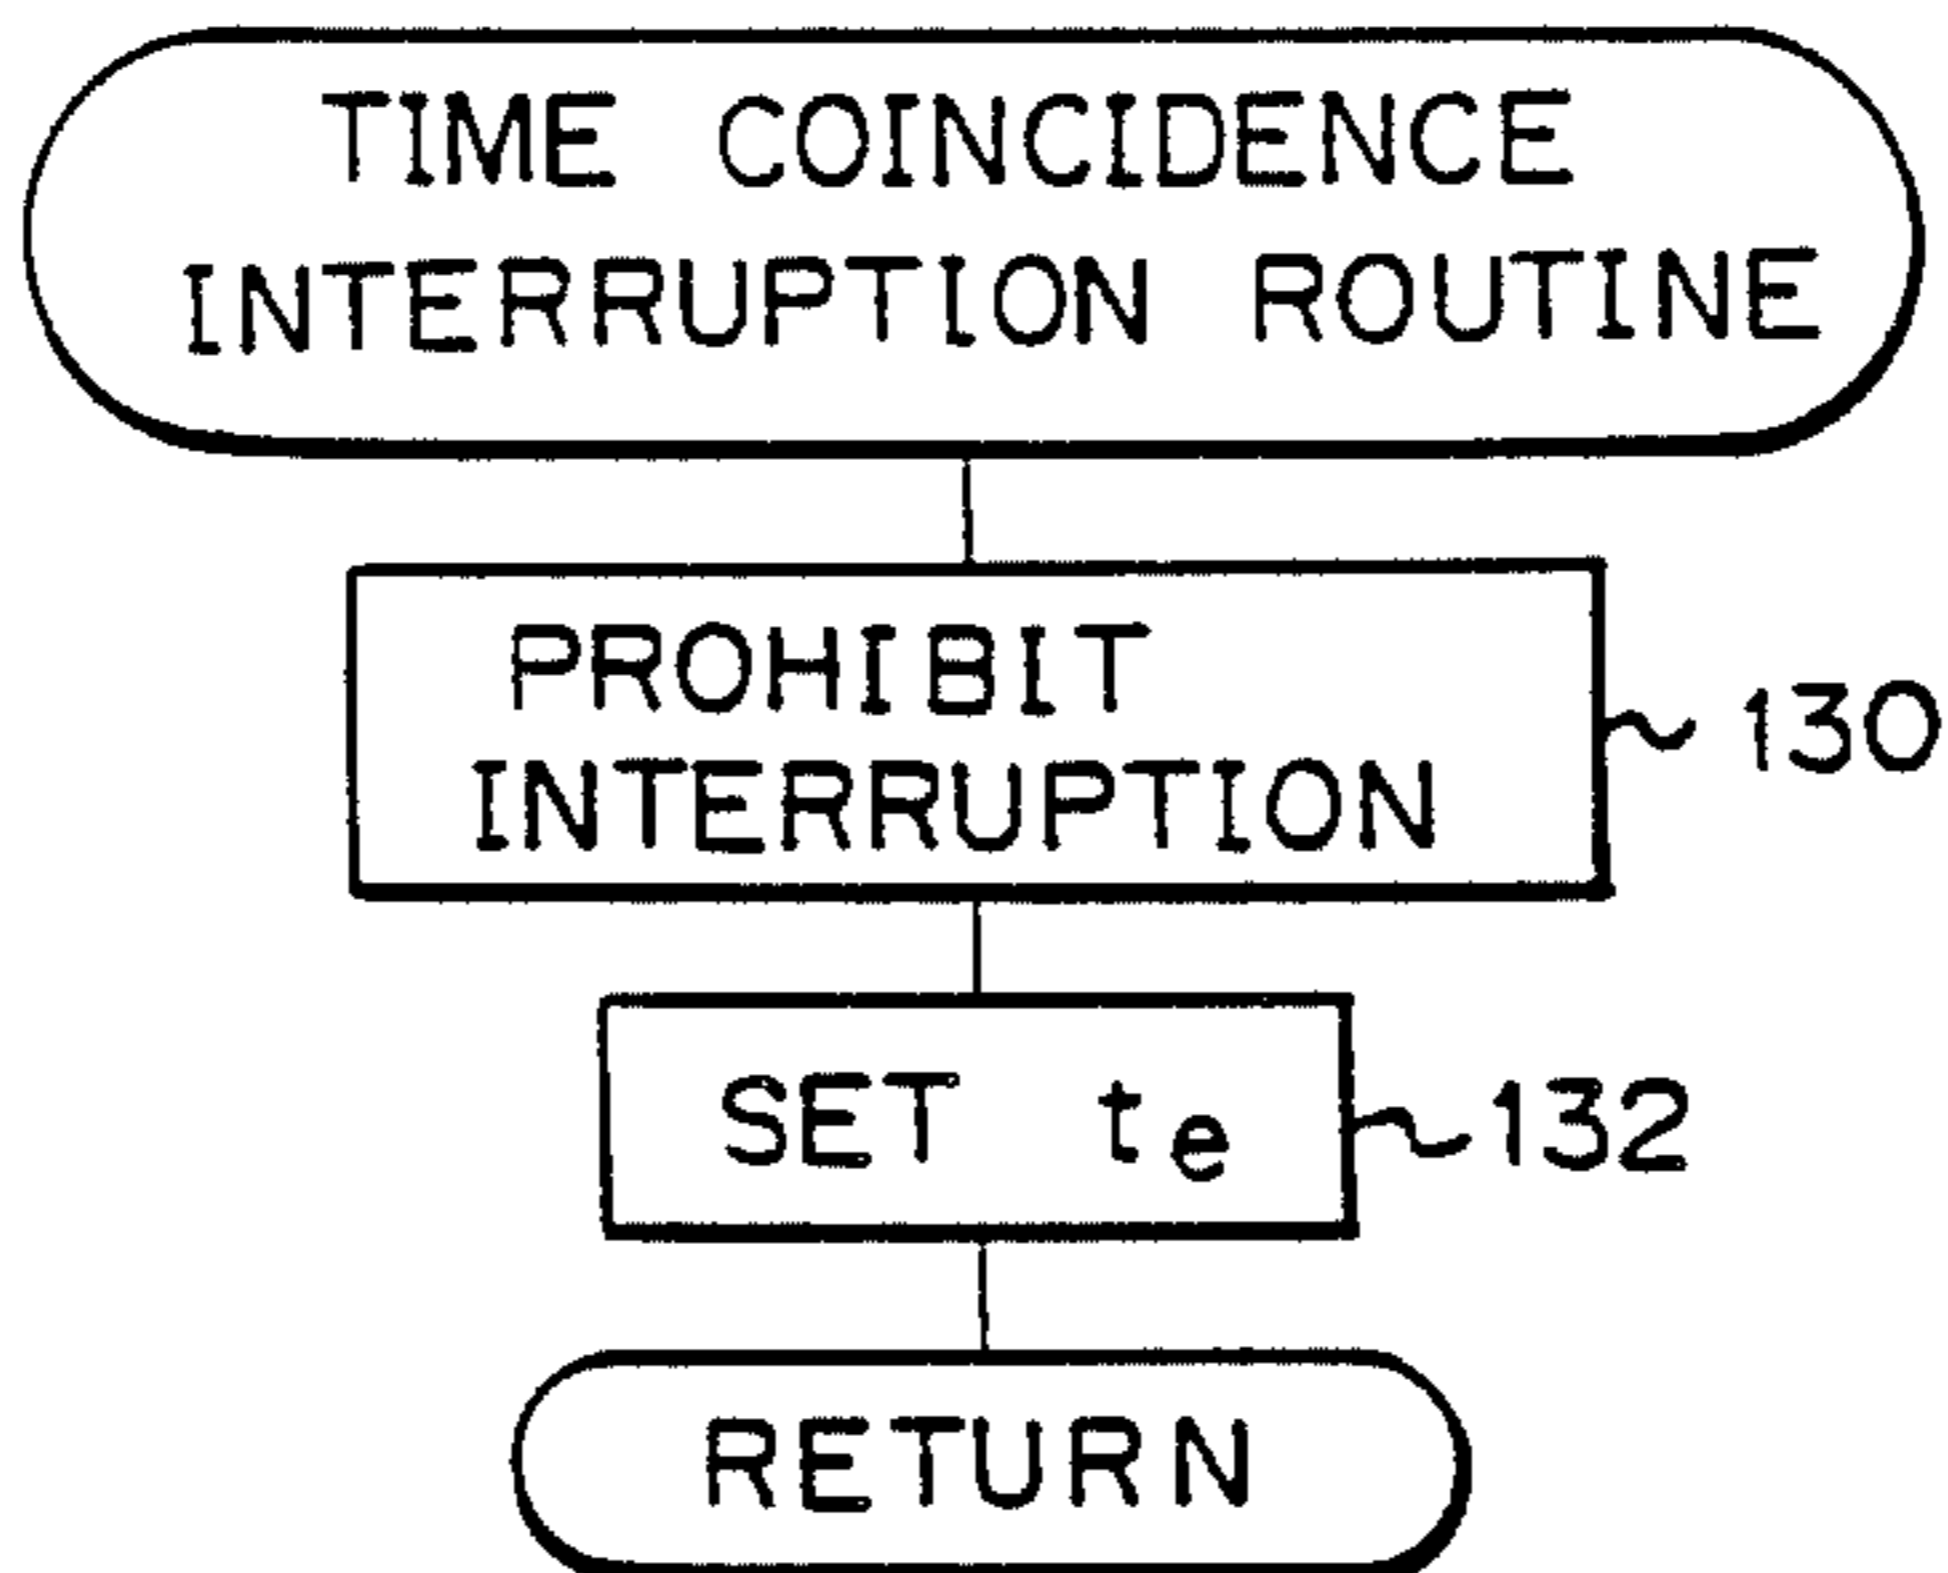 TIME COINCIDENCE
INTERRUPTION ROUTINE
PROHIBIT
INTERRUPTION
130
SET te
132
RETURN